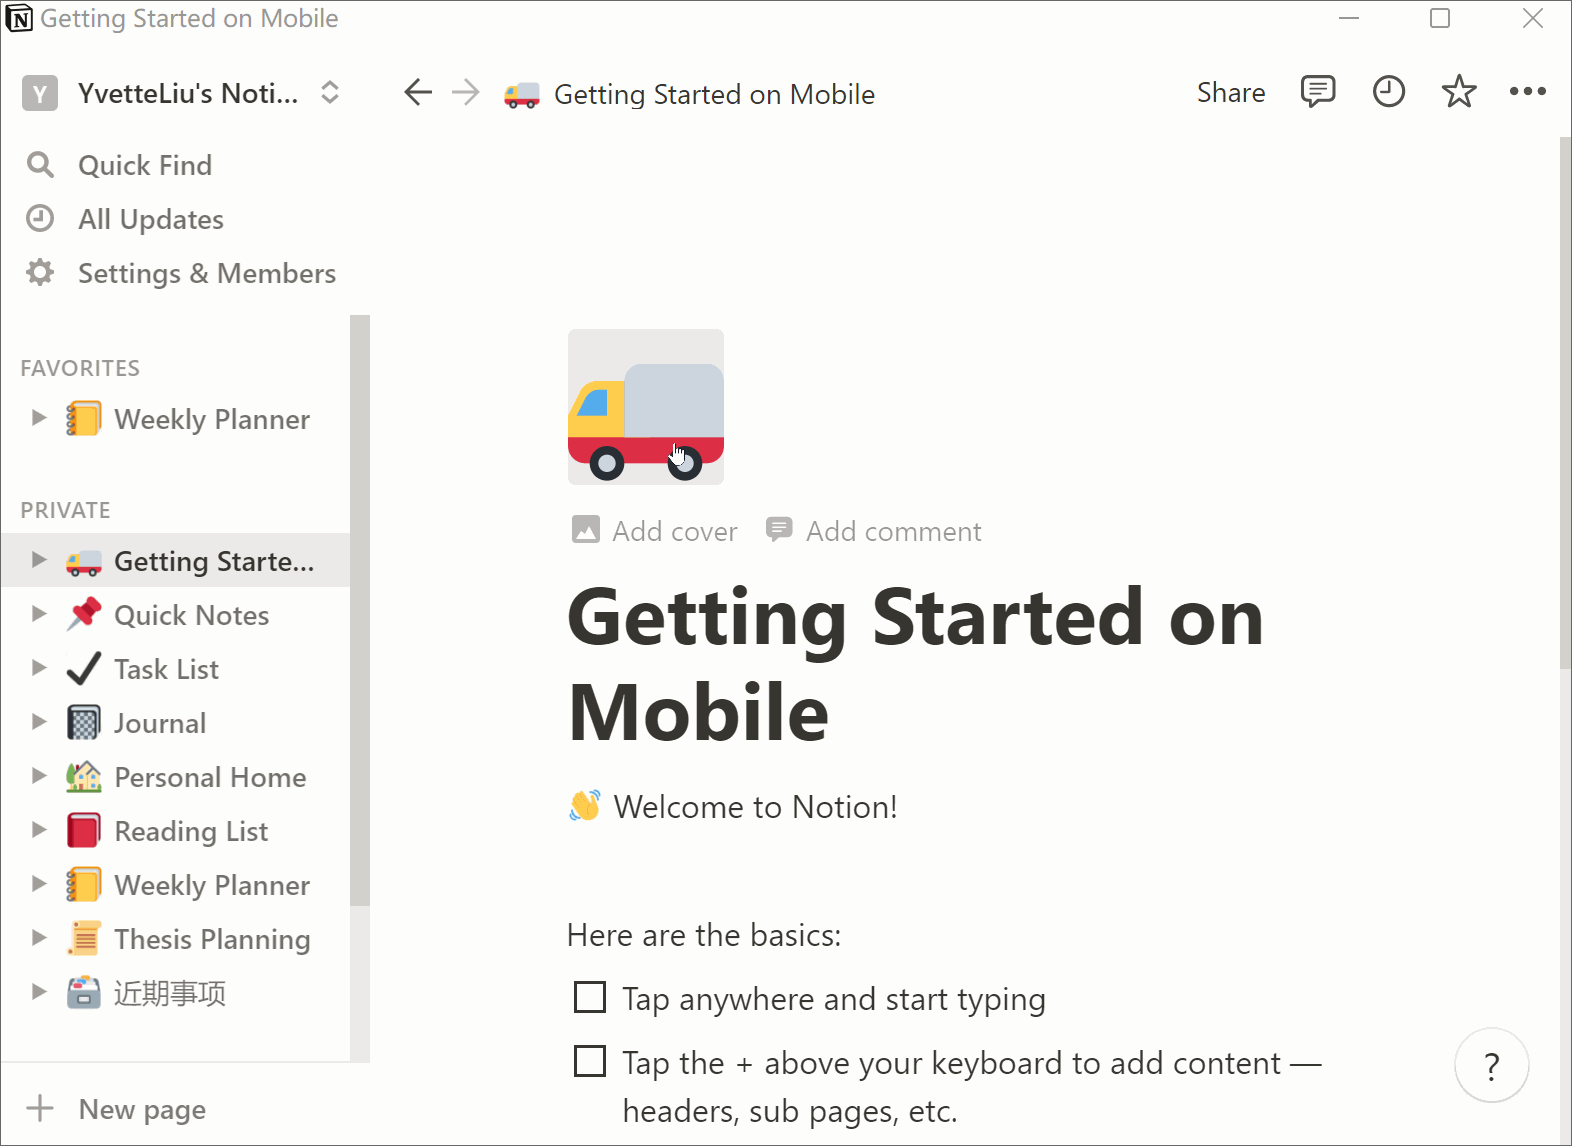 Getting Started on Mobile
Y YvetteLiu's Noti...
Getting Started on Mobile
Share
Quick Find
All Updates
Settings & Members
FAVORITES
Weekly Planner
PRIVATE
Getting Starte...
Quick Notes
Task List
Journal
Personal Home
Reading List
Weekly Planner
Thesis Planning
近期事项
New page
Add cover
Add comment
Getting Started on
Mobile
👋 Welcome to Notion!
Here are the basics:
Tap anywhere and start typing
Tap the + above your keyboard to add content —
headers, sub pages, etc.
?